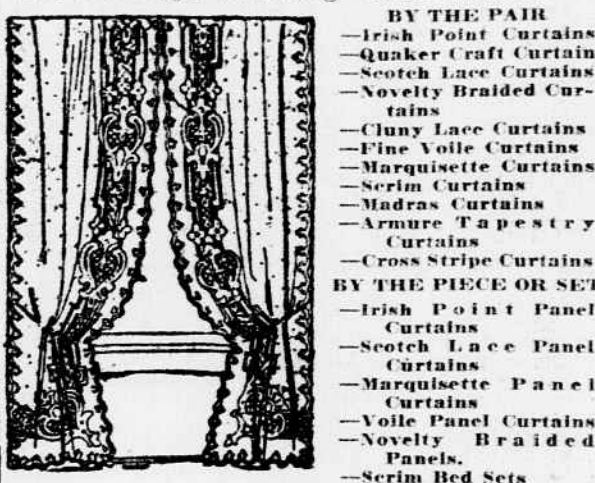 BY THE PAIR
—Irish Point Curtains
—Quaker Craft Curtain
—Scotch Lace Curtains
—Novelty Braided Cur-
tains
—Cluny Lace Curtains
—Fine Voile Curtains
—Marquisette Curtains
—Scrim Curtains
—Madras Curtains
—Armure Tapestry
Curtains
—Cross Stripe Curtains
BY THE PIECE OR SET
—Irish Point Panel
Curtains
—Scotch Lace Panel
Curtains
—Marquisette Panel
Curtains
—Voile Panel Curtains
—Novelty Braided
Panels.
—Scrim Bed Sets